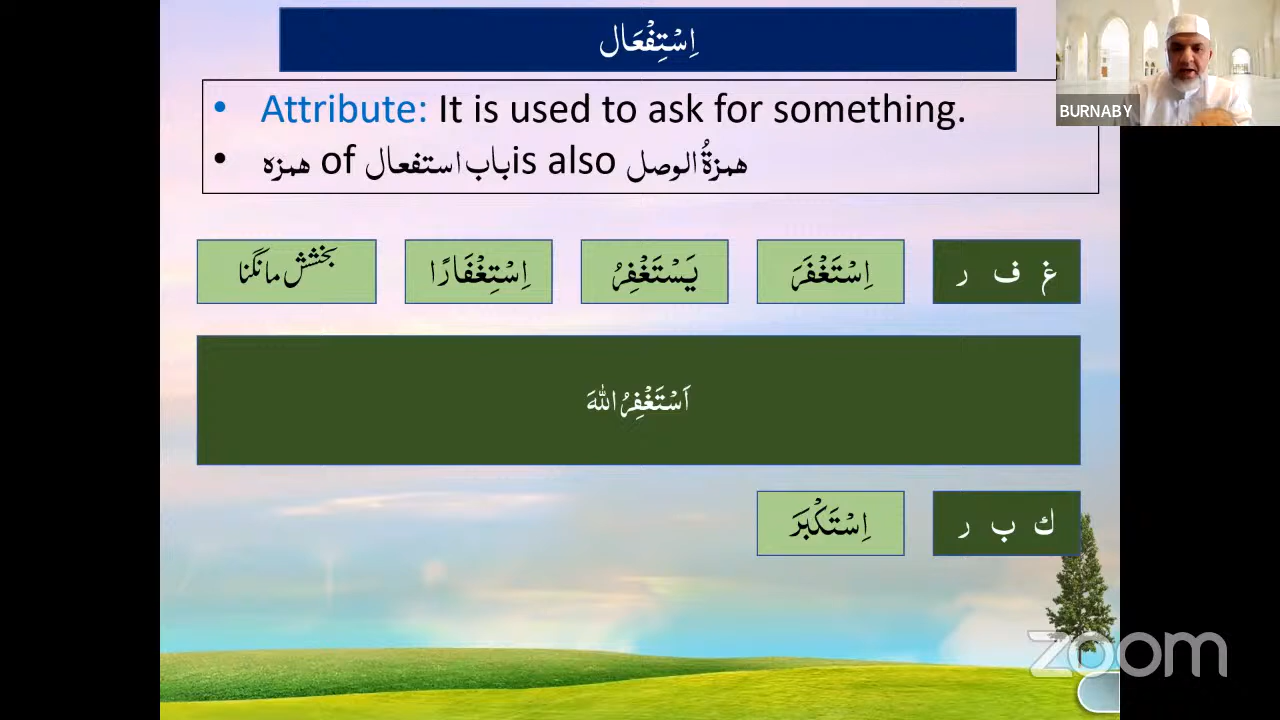 اِسْتِفْعَال
• Attribute: It is used to ask for something.
• همزه of باب استفعال is also همزةُ الوصل
BURNABY
غ ف ر اِسْتَغْفَرَ يَسْتَغْفِرُ اِسْتِغْفَارًا بخشش مانگنا
اَسْتَغْفِرُ اللهَ
ك ب ر اِسْتَكْبَرَ
zoom